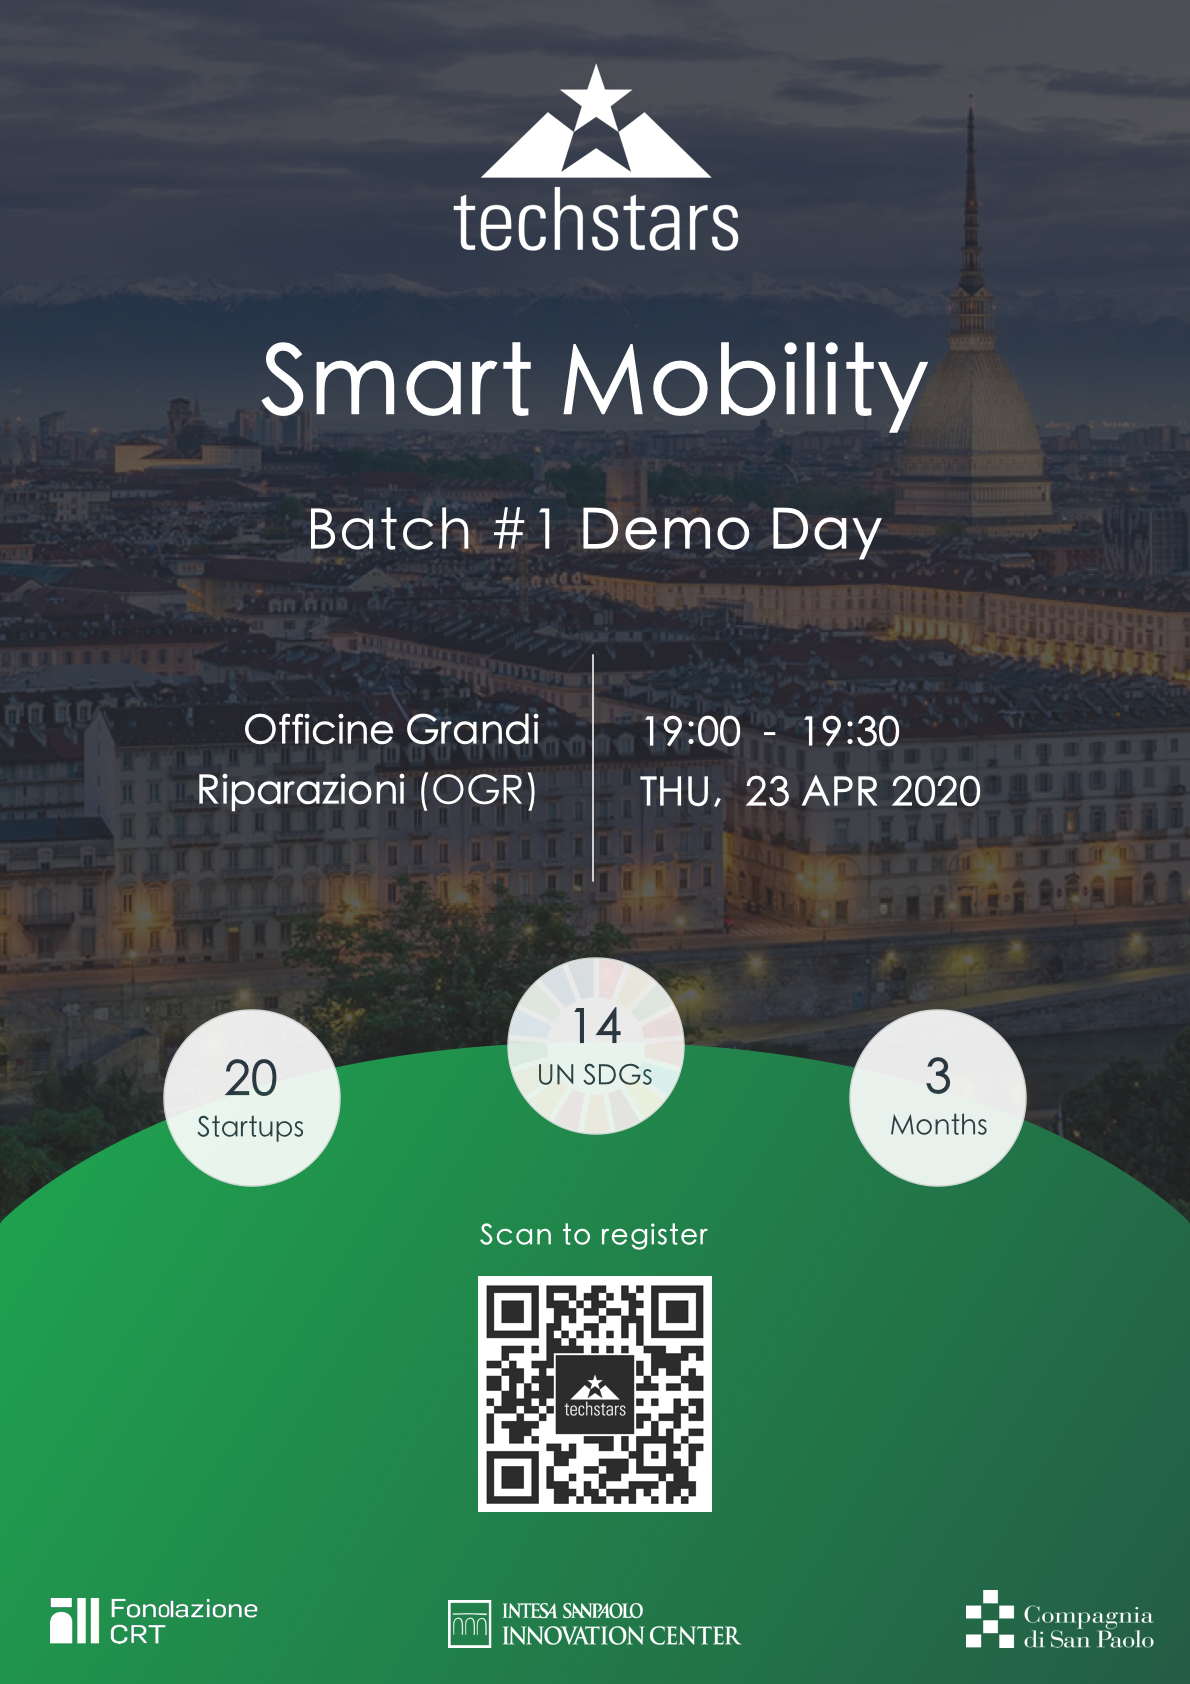 techstars
Smart Mobility
Batch #1 Demo Day
Officine Grandi
Riparazioni (OGR)
19:00 - 19:30
THU, 23 APR 2020
20
Startups
14
UN SDGs
3
Months
Scan to register
techstars
Fondazione
CRT
INTESA SANPAOLO
INNOVATION CENTER
Compagnia
di San Paolo